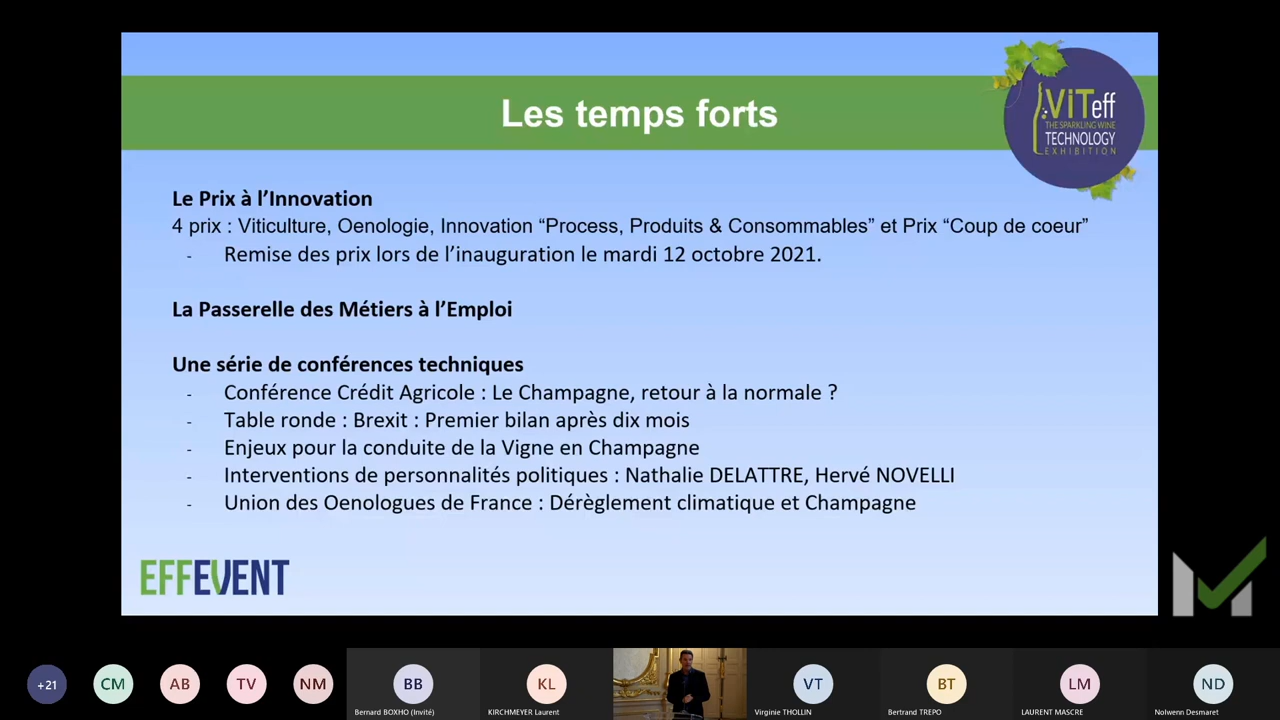 Les temps forts
ViTeff
THE SPARKLING WINE
TECHNOLOGY
EXHIBITION
Le Prix à l’Innovation
4 prix : Viticulture, Oenologie, Innovation “Process, Produits & Consommables” et Prix “Coup de coeur”
- Remise des prix lors de l’inauguration le mardi 12 octobre 2021.
La Passerelle des Métiers à l’Emploi
Une série de conférences techniques
- Conférence Crédit Agricole : Le Champagne, retour à la normale ?
- Table ronde : Brexit : Premier bilan après dix mois
- Enjeux pour la conduite de la Vigne en Champagne
- Interventions de personnalités politiques : Nathalie DELATTRE, Hervé NOVELLI
- Union des Oenologues de France : Dérèglement climatique et Champagne
EFFEVENT
+21 CM AB TV NM BB KL VT BT LM ND
Bernard BOXHO (Invité) KIRCHMEYER Laurent Virginie THOLLIN Bertrand TREPO LAURENT MASCRE Nolwenn Desmaret